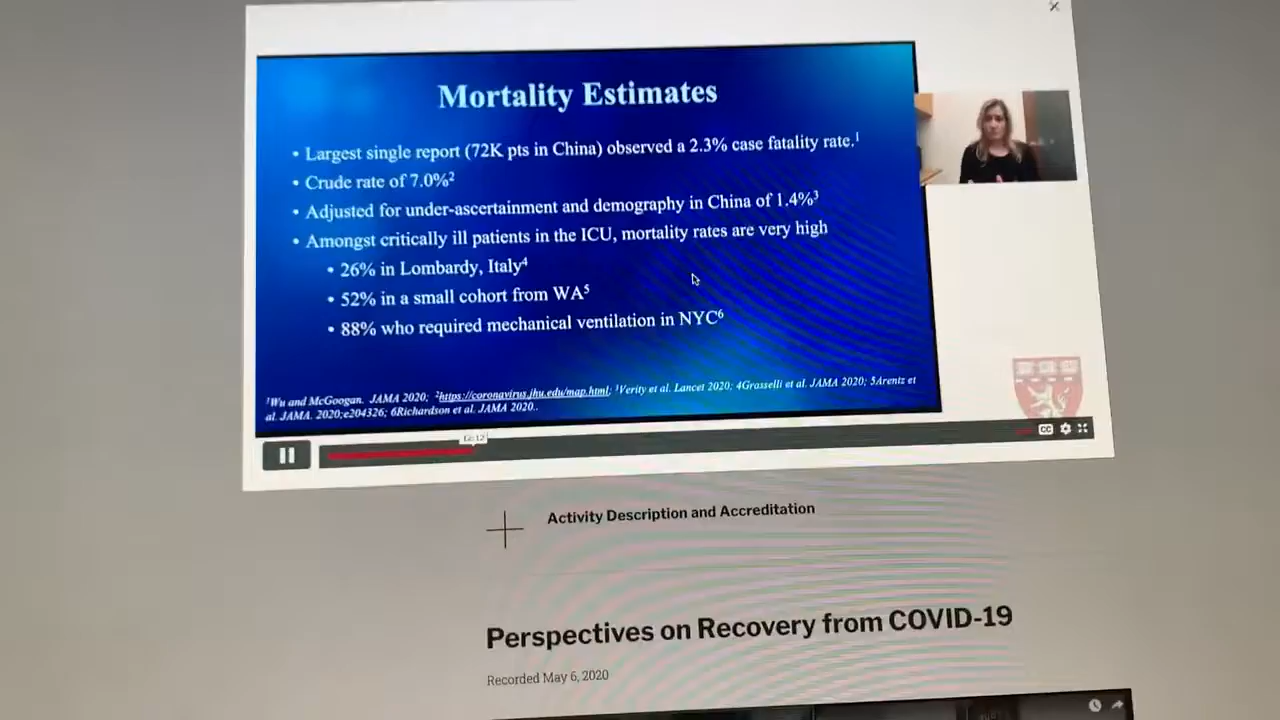 Mortality Estimates
• Largest single report (72K pts in China) observed a 2.3% case fatality rate.1
• Crude rate of 7.0%2
• Adjusted for under-ascertainment and demography in China of 1.4%3
• Amongst critically ill patients in the ICU, mortality rates are very high
• 26% in Lombardy, Italy4
• 52% in a small cohort from WA5
• 88% who required mechanical ventilation in NYC6
1Wu and McGoogan. JAMA 2020; 2https://coronavirus.jhu.edu/map.html; 3Verity et al. Lancet 2020; 4Grasselli et al. JAMA 2020; 5Arentz et
al. JAMA. 2020;e204326; 6Richardson et al. JAMA 2020..
CC
Activity Description and Accreditation
Perspectives on Recovery from COVID-19
Recorded May 6, 2020